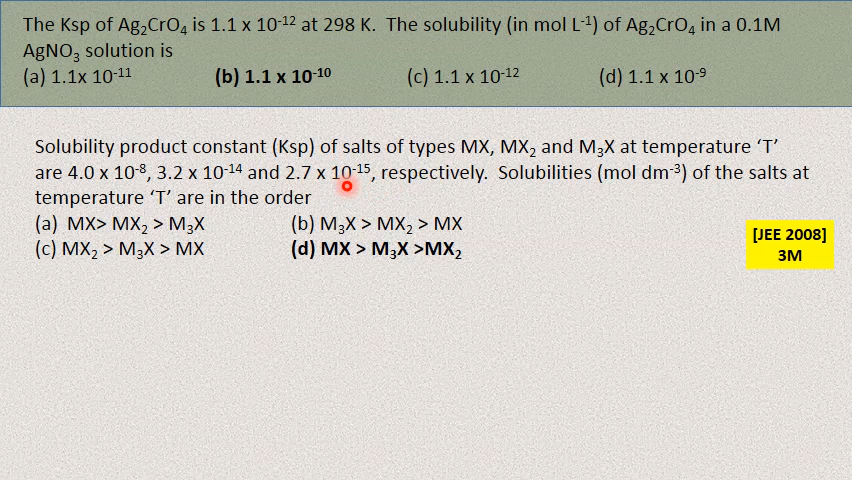 The Ksp of Ag₂CrO₄ is 1.1 x 10⁻¹² at 298 K. The solubility (in mol L⁻¹) of Ag₂CrO₄ in a 0.1M
AgNO₃ solution is
(a) 1.1x 10⁻¹¹ (b) 1.1 x 10⁻¹⁰ (c) 1.1 x 10⁻¹² (d) 1.1 x 10⁻⁹
Solubility product constant (Ksp) of salts of types MX, MX₂ and M₃X at temperature ‘T’
are 4.0 x 10⁻⁸, 3.2 x 10⁻¹⁴ and 2.7 x 10⁻¹⁵, respectively. Solubilities (mol dm⁻³) of the salts at
temperature ‘T’ are in the order
(a) MX> MX₂ > M₃X (b) M₃X > MX₂ > MX
(c) MX₂ > M₃X > MX (d) MX > M₃X >MX₂
[JEE 2008]
3M